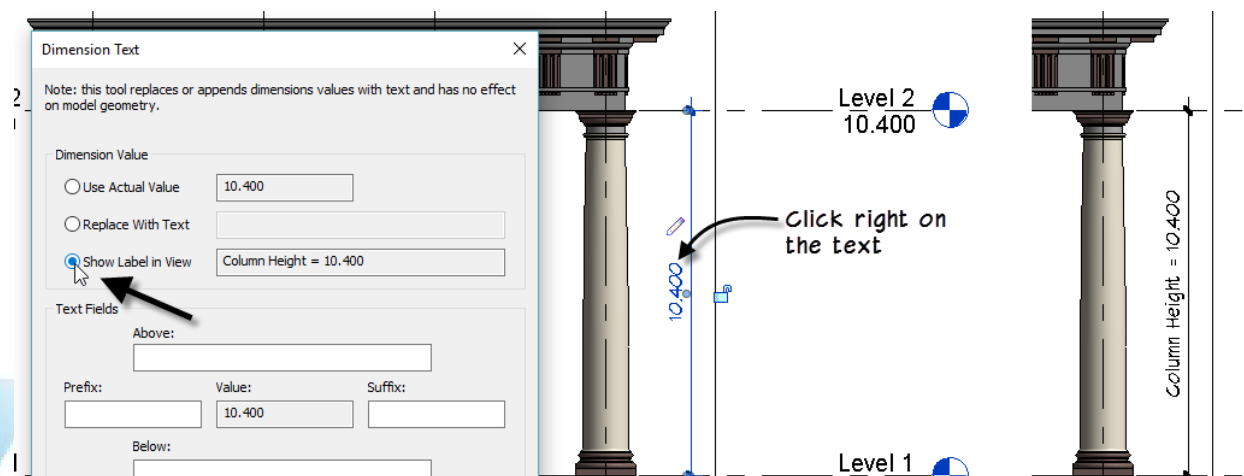 Dimension Text
Note: this tool replaces or appends dimensions values with text and has no effect
on model geometry.
Dimension Value
Use Actual Value
10.400
Replace With Text
Show Label in View
Column Height = 10.400
Text Fields
Above:
Prefix:
Value:
Suffix:
10.400
Below:
2
10.400
Click right on
the text
Level 2
10.400
Level 1
Column Height = 10.400